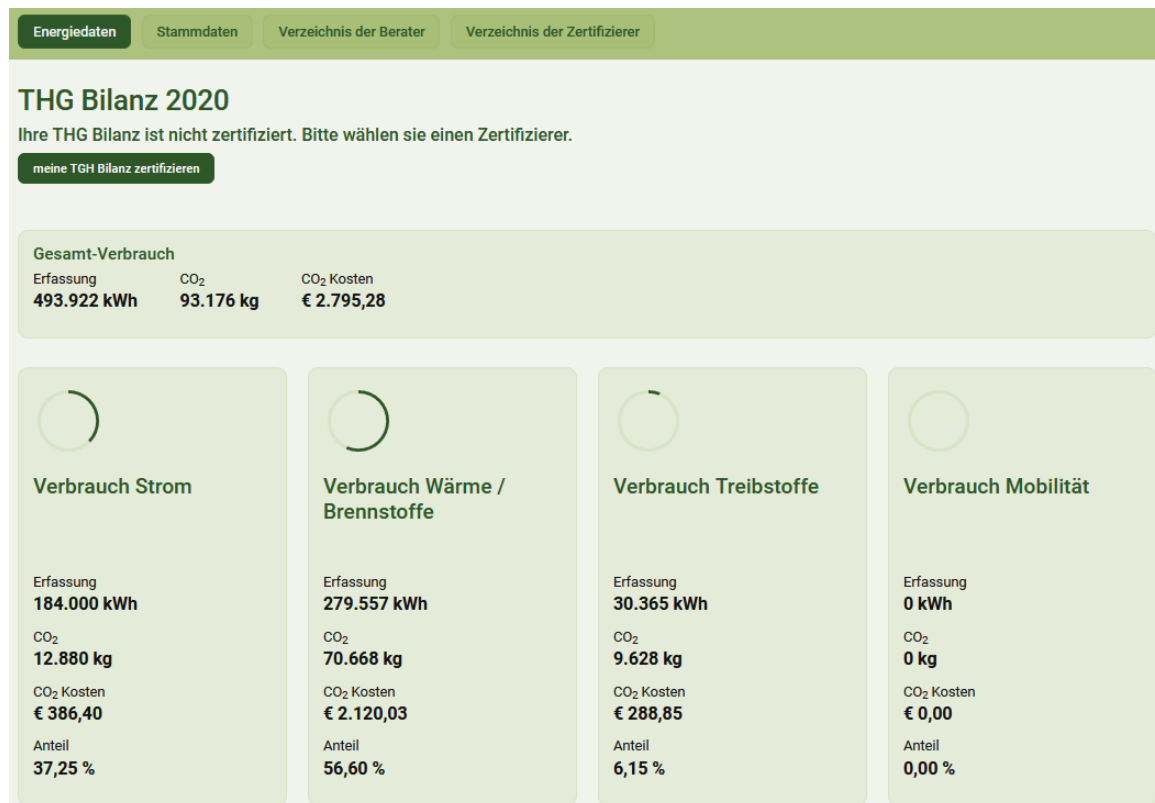 Energiedaten
Stammdaten
Verzeichnis der Berater
Verzeichnis der Zertifizierer
THG Bilanz 2020
Ihre THG Bilanz ist nicht zertifiziert. Bitte wählen sie einen Zertifizierer.
meine TGH Bilanz zertifizieren
Gesamt-Verbrauch
Erfassung
493.922 kWh
CO₂
93.176 kg
CO₂ Kosten
€ 2.795,28
Verbrauch Strom
Erfassung
184.000 kWh
CO₂
12.880 kg
CO₂ Kosten
€ 386,40
Anteil
37,25 %
Verbrauch Wärme /
Brennstoffe
Erfassung
279.557 kWh
CO₂
70.668 kg
CO₂ Kosten
€ 2.120,03
Anteil
56,60 %
Verbrauch Treibstoffe
Erfassung
30.365 kWh
CO₂
9.628 kg
CO₂ Kosten
€ 288,85
Anteil
6,15 %
Verbrauch Mobilität
Erfassung
0 kWh
CO₂
0 kg
CO₂ Kosten
€ 0,00
Anteil
0,00 %